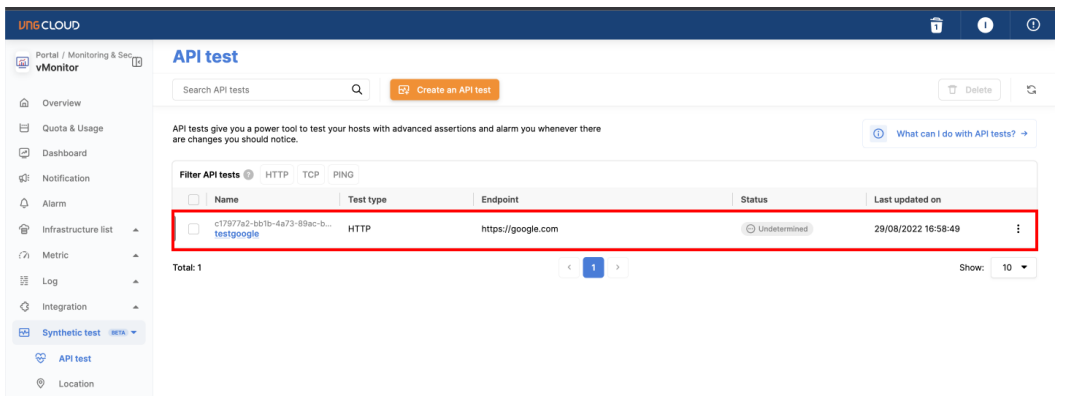 VNG CLOUD
1
I
Portal / Monitoring & Sec
vMonitor
Overview
Quota & Usage
Dashboard
Notification
Alarm
Infrastructure list
Metric
Log
Integration
Synthetic test BETA
API test
Location
API test
Search API tests
Create an API test
Delete
API tests give you a power tool to test your hosts with advanced assertions and alarm you whenever there
are changes you should notice.
What can I do with API tests? →
Filter API tests ? HTTP TCP PING
Name Test type Endpoint Status Last updated on
c17977a2-bb1b-4a73-89ac-b...
testgoogle HTTP https://google.com Undetermined 29/08/2022 16:58:49
Total: 1 < 1 > Show: 10